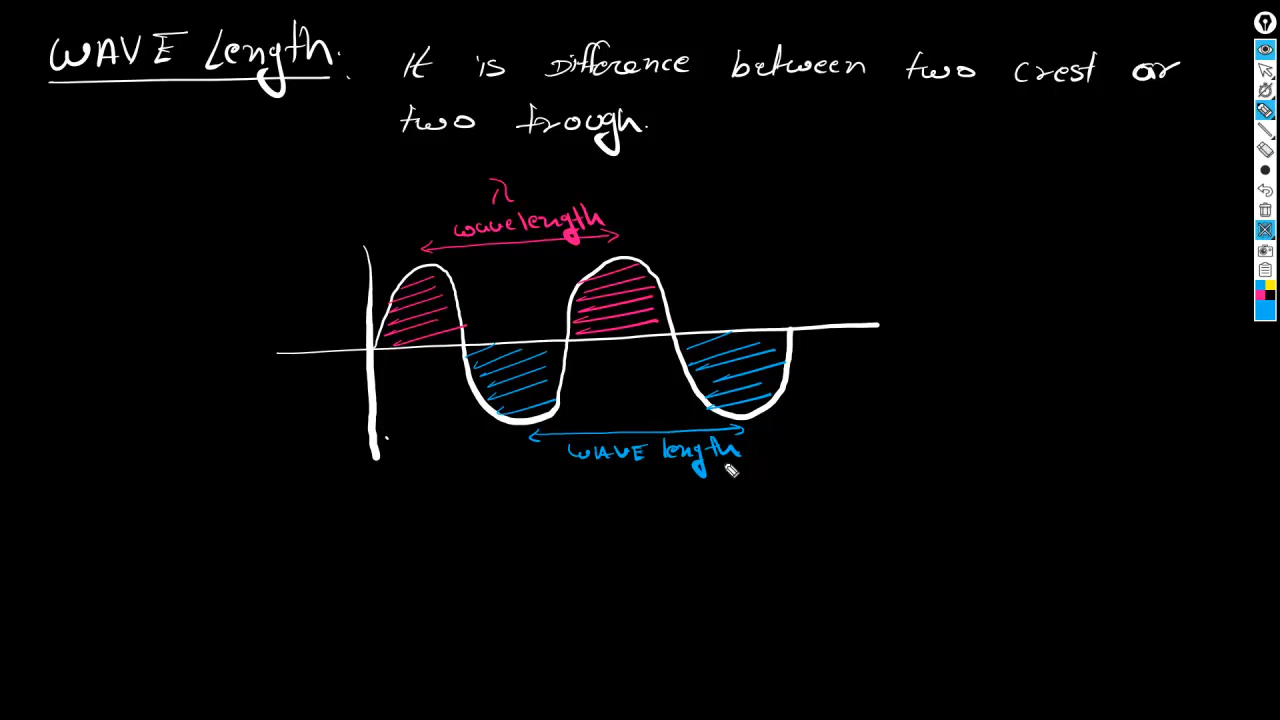 WAVE Length: It is Difference between two crest or
two trough.
λ
wavelength
WAVE length